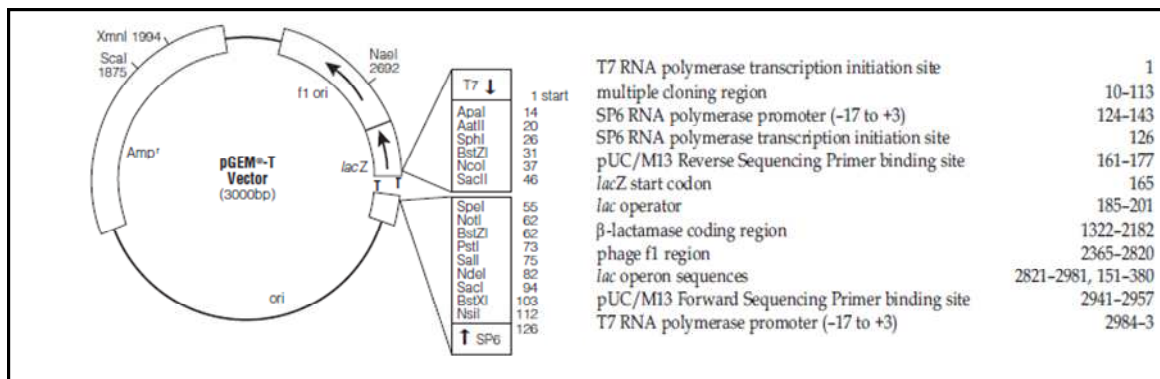 XmnI 1994
ScaI
1875
NaeI
2692
f1 ori
Ampr
pGEM®-T
Vector
(3000bp)
lacZ
T T
ori
T7 ↓
1 start
ApaI 14
AatII 20
SphI 26
BstZI 31
NcoI 37
SacII 46
SpeI 55
NotI 62
BstZI 62
PstI 73
SalI 75
NdeI 82
SacI 94
BstXI 103
NsiI 112
↑ SP6 126
T7 RNA polymerase transcription initiation site 1
multiple cloning region 10–113
SP6 RNA polymerase promoter (–17 to +3) 124–143
SP6 RNA polymerase transcription initiation site 126
pUC/M13 Reverse Sequencing Primer binding site 161–177
lacZ start codon 165
lac operator 185–201
β-lactamase coding region 1322–2182
phage f1 region 2365–2820
lac operon sequences 2821–2981, 151–380
pUC/M13 Forward Sequencing Primer binding site 2941–2957
T7 RNA polymerase promoter (–17 to +3) 2984–3